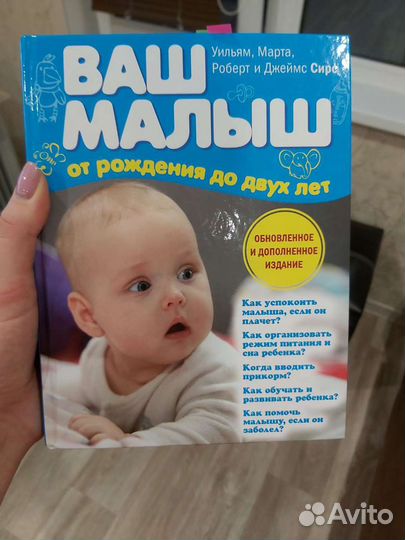 Уильям, Марта,
Роберт и Джеймс Сирс
ВАШ
МАЛЫШ
от рождения до двух лет
ОБНОВЛЕННОЕ
И ДОПОЛНЕННОЕ
ИЗДАНИЕ
Как успокоить
малыша, если он
плачет?
Как организовать
режим питания и
сна ребенка?
Когда вводить
прикорм?
Как обучать и
развивать ребенка?
Как помочь
малышу, если он
заболел?
Avito